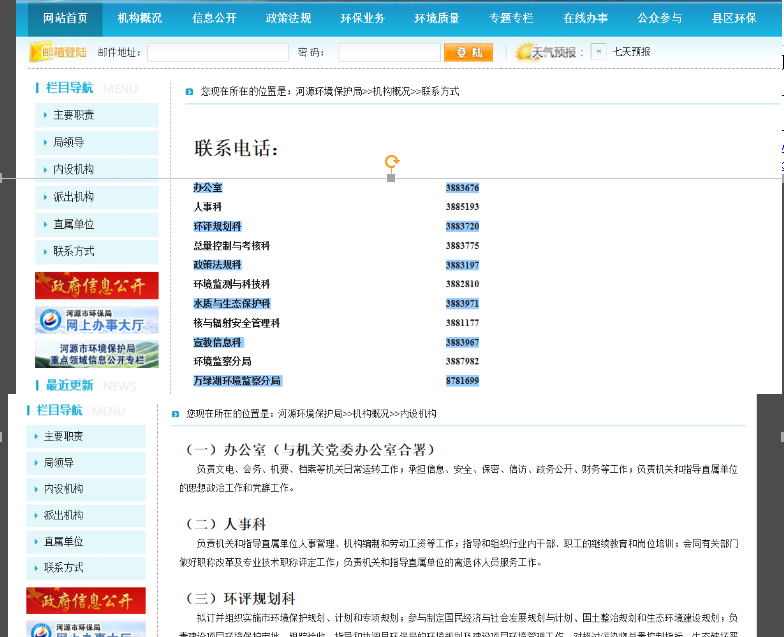 网站首页 机构概况 信息公开 政策法规 环保业务 环境质量 专题专栏 在线办事 公众参与 县区环保
邮箱登陆 邮件地址: 密 码: 登 陆 天气预报: 七天预报
栏目导航 MENU
主要职责
局领导
内设机构
派出机构
直属单位
联系方式
政府信息公开
河源市环保局
网上办事大厅
河源市环境保护局
重点领域信息公开专栏
最近更新 NEWS
您现在所在的位置是: 河源环境保护局>>机构概况>>联系方式
联系电话:
办公室 3883676
人事科 3885193
环评规划科 3883720
总量控制与考核科 3883775
政策法规科 3883197
环境监测与科技科 3882810
水质与生态保护科 3883971
核与辐射安全管理科 3881177
宣教信息科 3883967
环境监察分局 3887982
万绿湖环境监察分局 8781699
栏目导航 MENU
主要职责
局领导
内设机构
派出机构
直属单位
联系方式
政府信息公开
河源市环保局
网上办事大厅
您现在所在的位置是: 河源环境保护局>>机构概况>>内设机构
（一）办公室（与机关党委办公室合署）
负责文电、会务、机要、档案等机关日常运转工作；承担信息、安全、保密、信访、政务公开、财务等工作；负责机关和指导直属单位
的思想政治工作和党群工作。
（二）人事科
负责机关和指导直属单位人事管理、机构编制和劳动工资等工作；指导和组织行业内干部、职工的继续教育和岗位培训；会同有关部门
做好职称改革及专业技术职称评定工作；负责机关和指导直属单位的离退休人员服务工作。
（三）环评规划科
拟订并组织实施市环境保护规划、计划和专项规划；参与制定国民经济与社会发展规划与计划、国土整治规划和生态环境建设规划；负